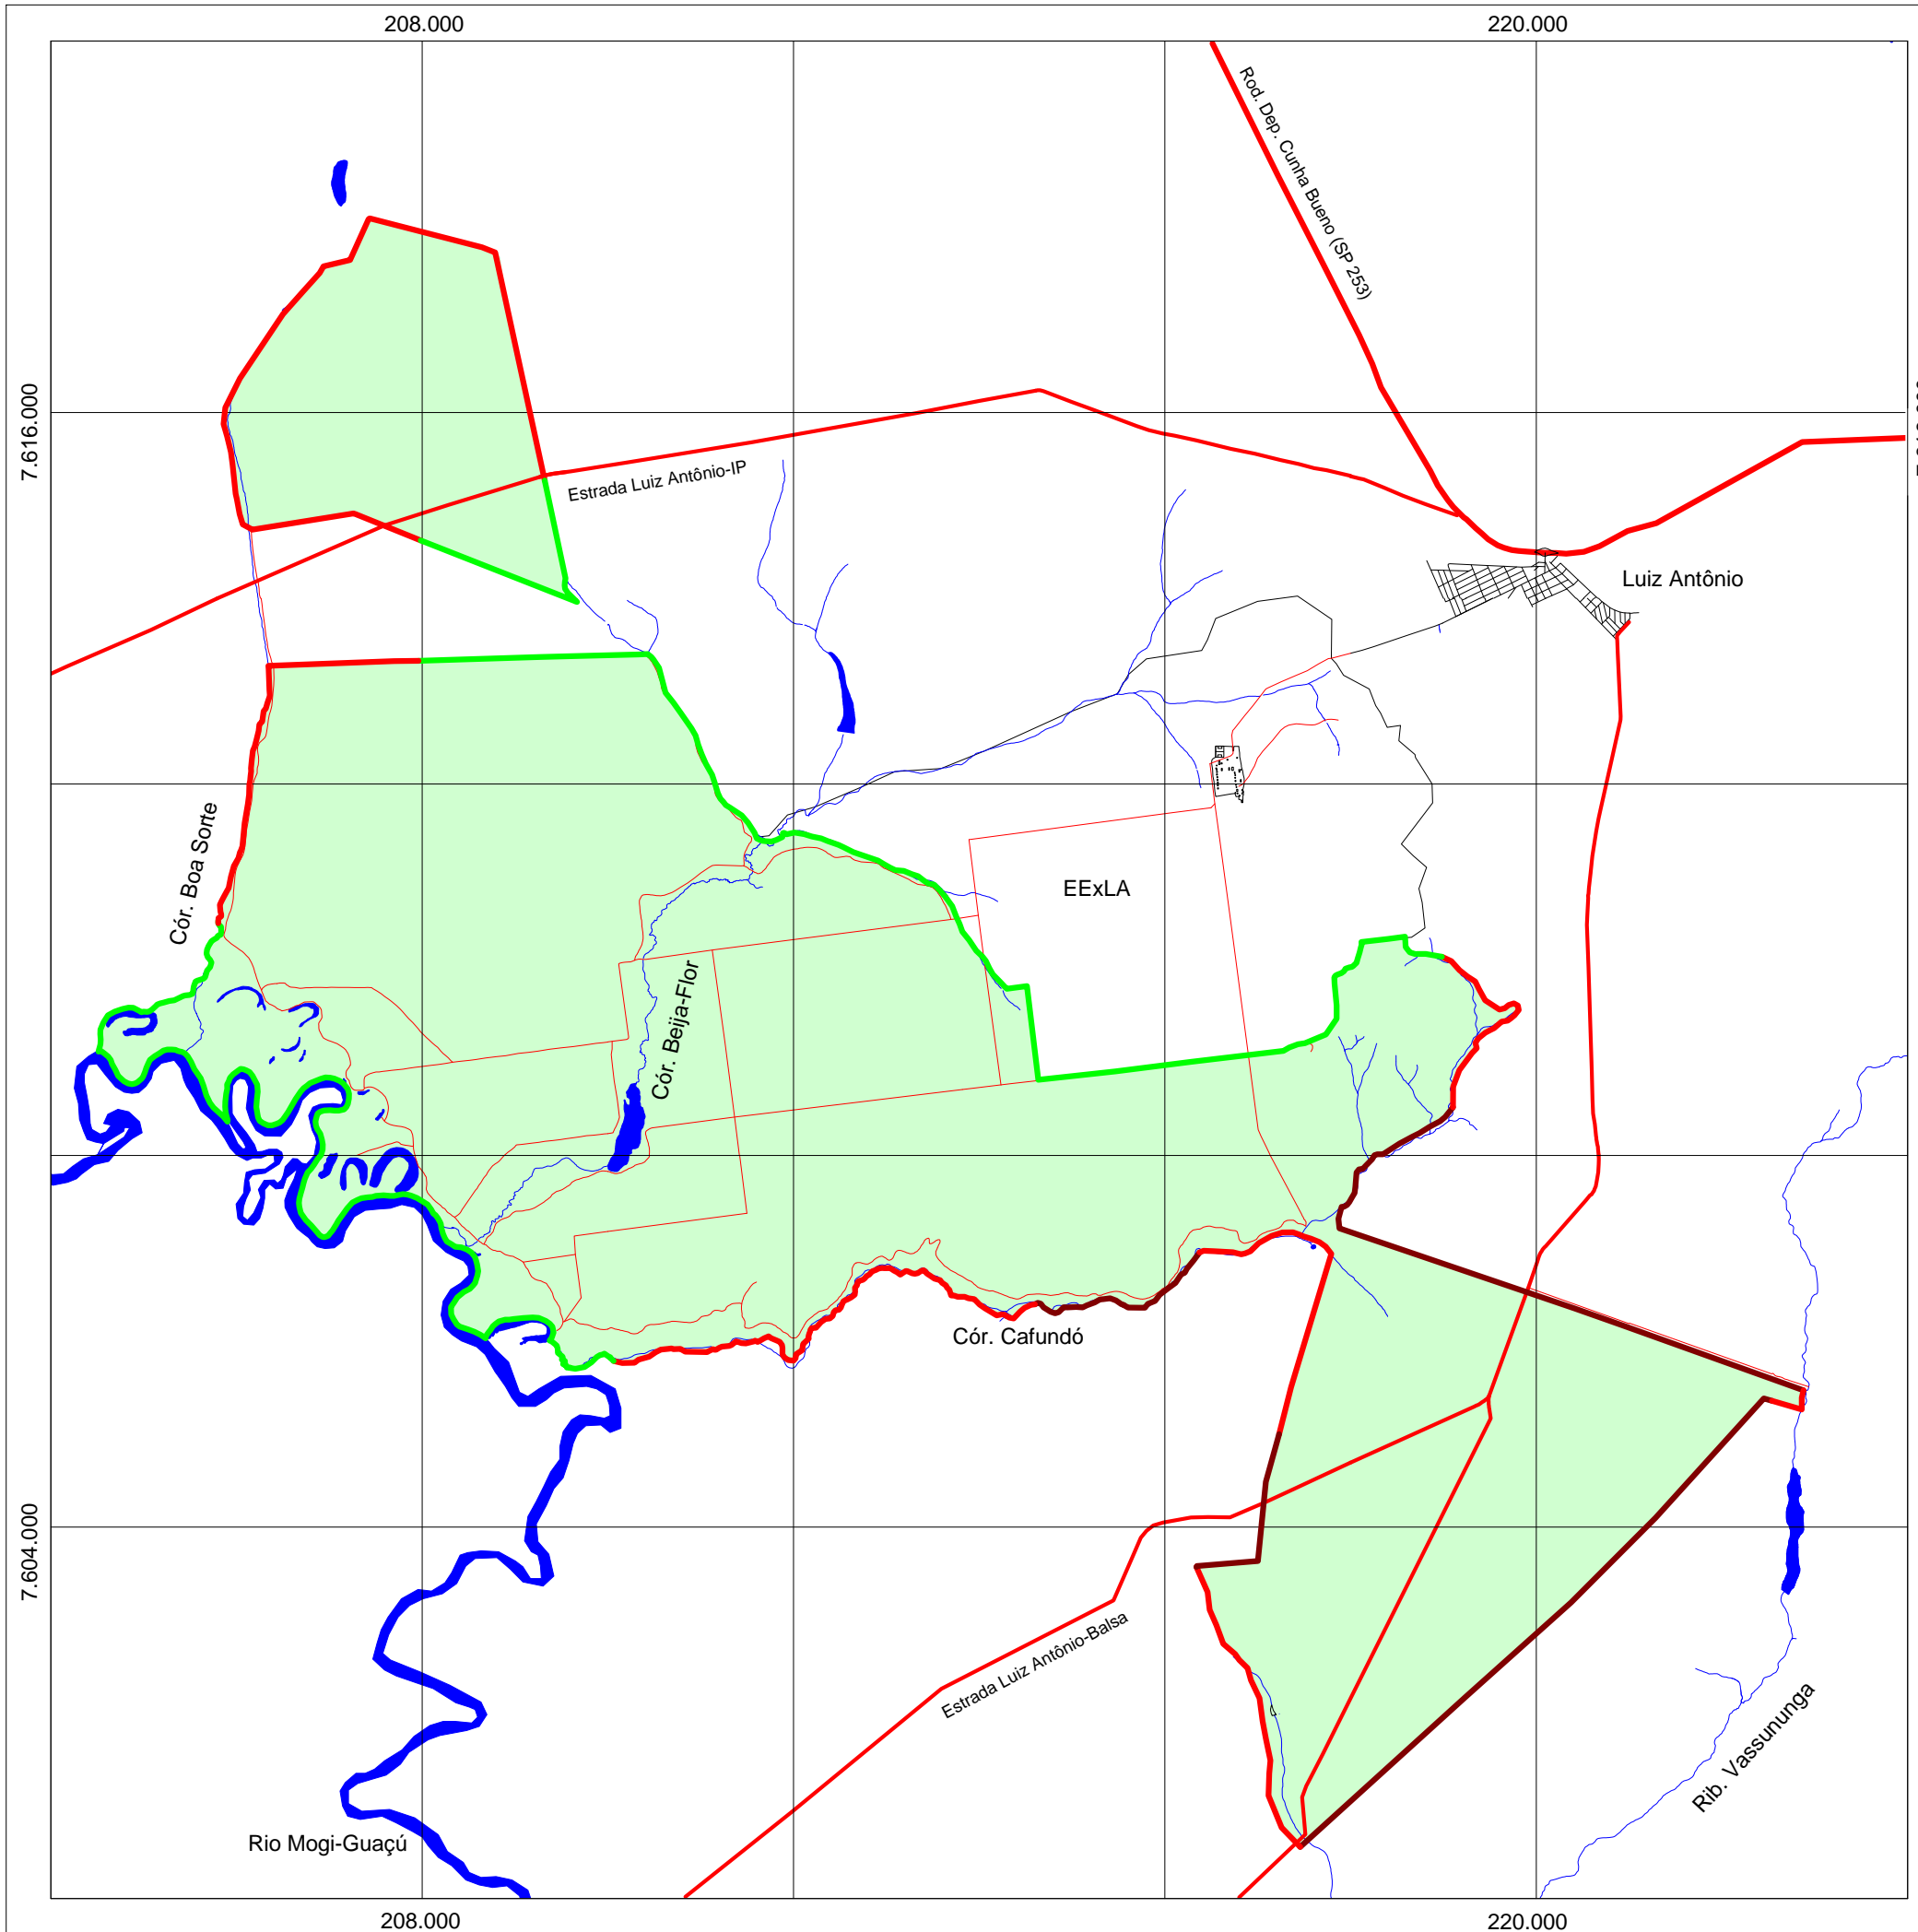 208.000
220.000
Rod. Dep. Cunha Bueno (SP 253)
7.616.000
Estrada Luiz Antônio-IP
Luiz Antônio
Cór. Boa Sorte
EExLA
Cór. Beija-Flor
Cór. Cafundó
7.604.000
Estrada Luiz Antônio-Balsa
Rib. Vassununga
Rio Mogi-Guaçú
208.000
220.000